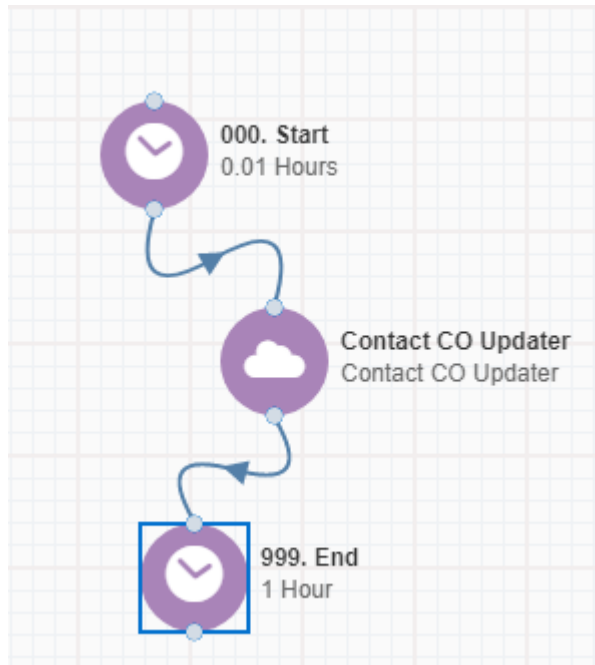 000. Start
0.01 Hours
Contact CO Updater
Contact CO Updater
999. End
1 Hour